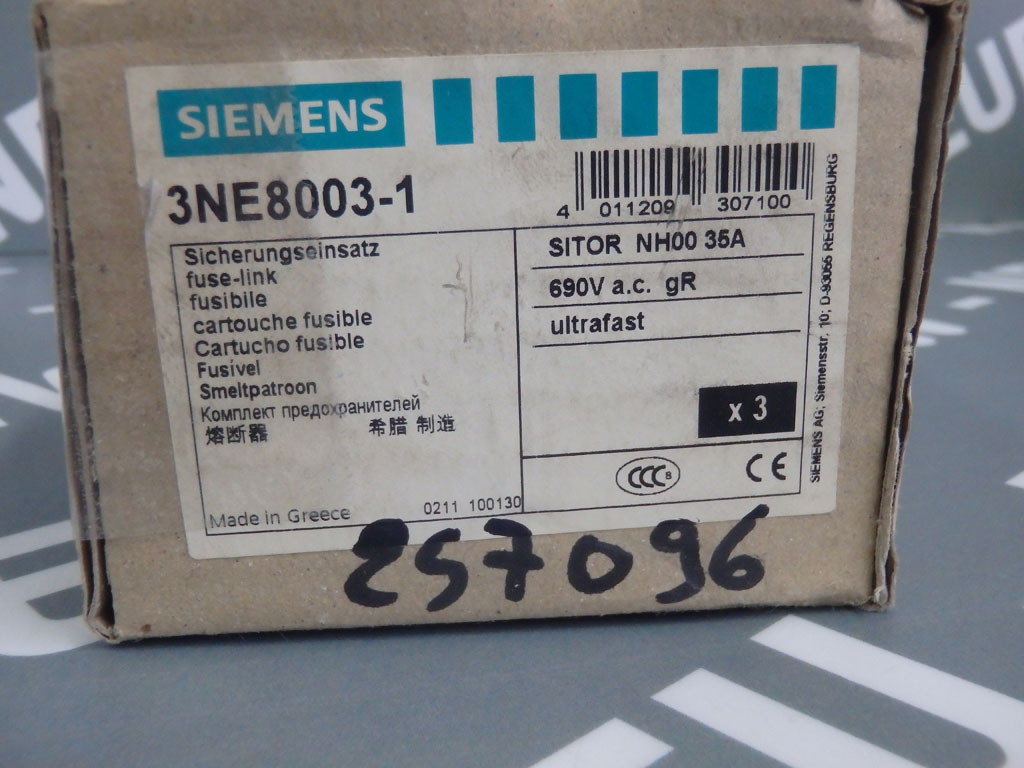 SIEMENS
3NE8003-1
4 011209 307100
Sicherungseinsatz
fuse-link
fusibile
cartouche fusible
Cartucho fusible
Fusível
Smeltpatroon
Комплект предохранителей
熔断器 希腊 制造
Made in Greece 0211 100130
SITOR NH00 35A
690V a.c. gR
ultrafast
x 3
CCC S
CE
SIEMENS AG; Siemensstr. 10; D-93055 REGENSBURG
257096